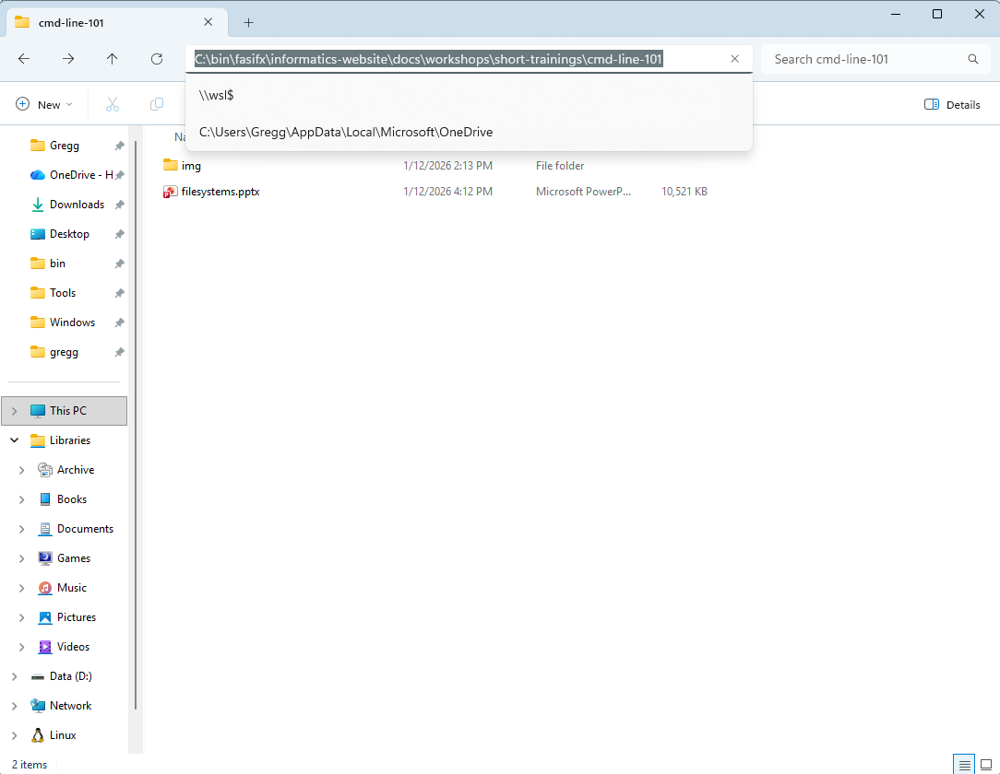 cmd-line-101
C:\bin\fasifx\informatics-website\docs\workshops\short-trainings\cmd-line-101
Search cmd-line-101
New
\\wsl$
C:\Users\Gregg\AppData\Local\Microsoft\OneDrive
Details
Na
img 1/12/2026 2:13 PM File folder
filesystems.pptx 1/12/2026 4:12 PM Microsoft PowerP... 10,521 KB
Gregg
OneDrive - H
Downloads
Desktop
bin
Tools
Windows
gregg
This PC
Libraries
Archive
Books
Documents
Games
Music
Pictures
Videos
Data (D:)
Network
Linux
2 items